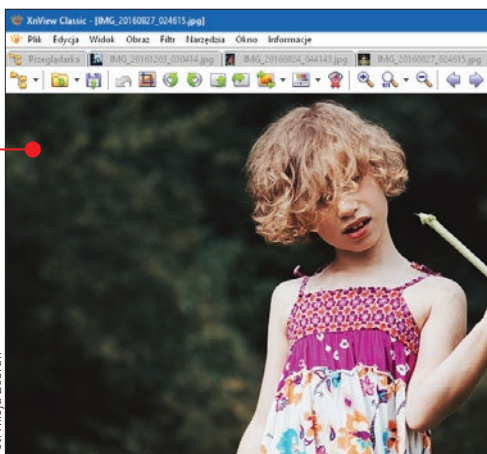 XnView Classic - [IMG_20160827_024615.jpg]
Plik Edycja Widok Obraz Filtr Narzędzia Okno Informacje
Przeglądarka IMG_20161203_030414.jpg IMG_20160824_044143.jpg IMG_20160827_024615.jpg